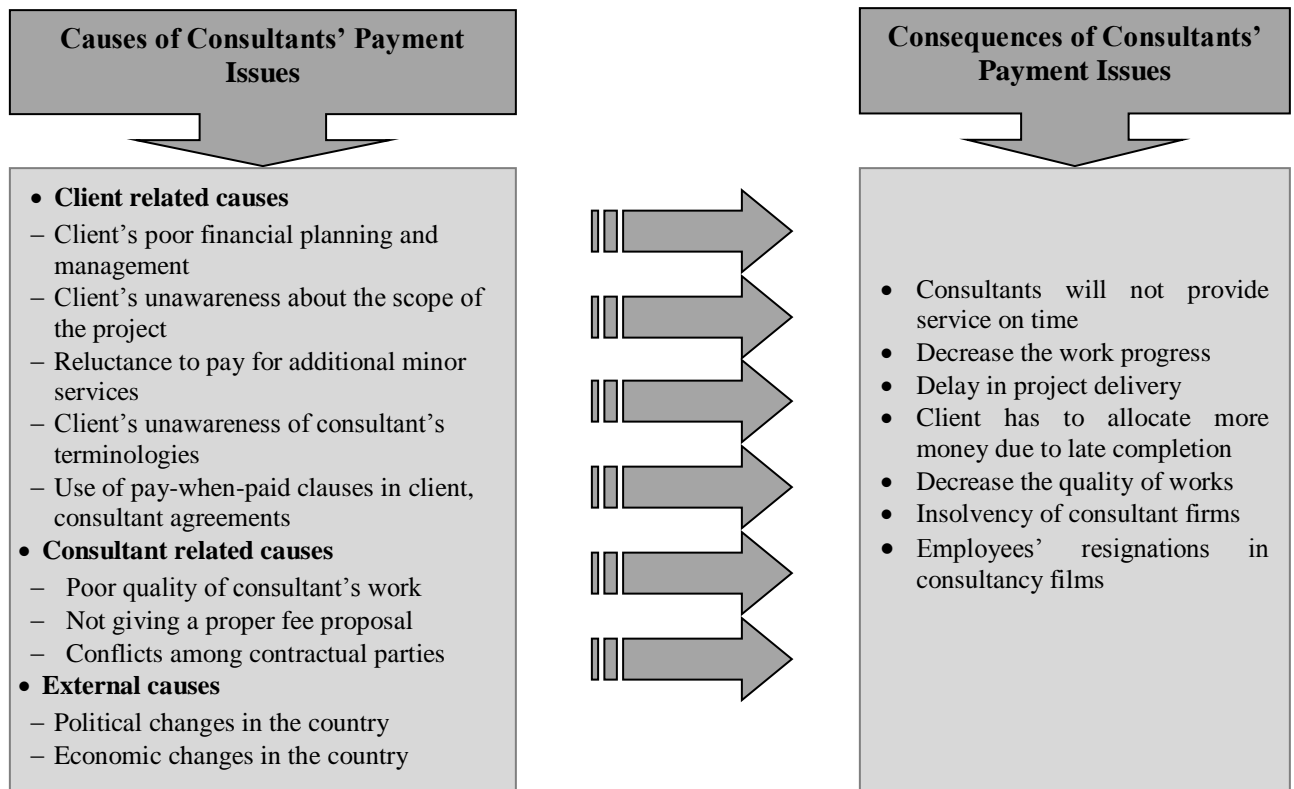 Causes of Consultants’ Payment
Issues
• Client related causes
– Client’s poor financial planning and
management
– Client’s unawareness about the scope of
the project
– Reluctance to pay for additional minor
services
– Client’s unawareness of consultant’s
terminologies
– Use of pay-when-paid clauses in client,
consultant agreements
• Consultant related causes
– Poor quality of consultant’s work
– Not giving a proper fee proposal
– Conflicts among contractual parties
• External causes
– Political changes in the country
– Economic changes in the country
Consequences of Consultants’
Payment Issues
• Consultants will not provide
service on time
• Decrease the work progress
• Delay in project delivery
• Client has to allocate more
money due to late completion
• Decrease the quality of works
• Insolvency of consultant firms
• Employees’ resignations in
consultancy films